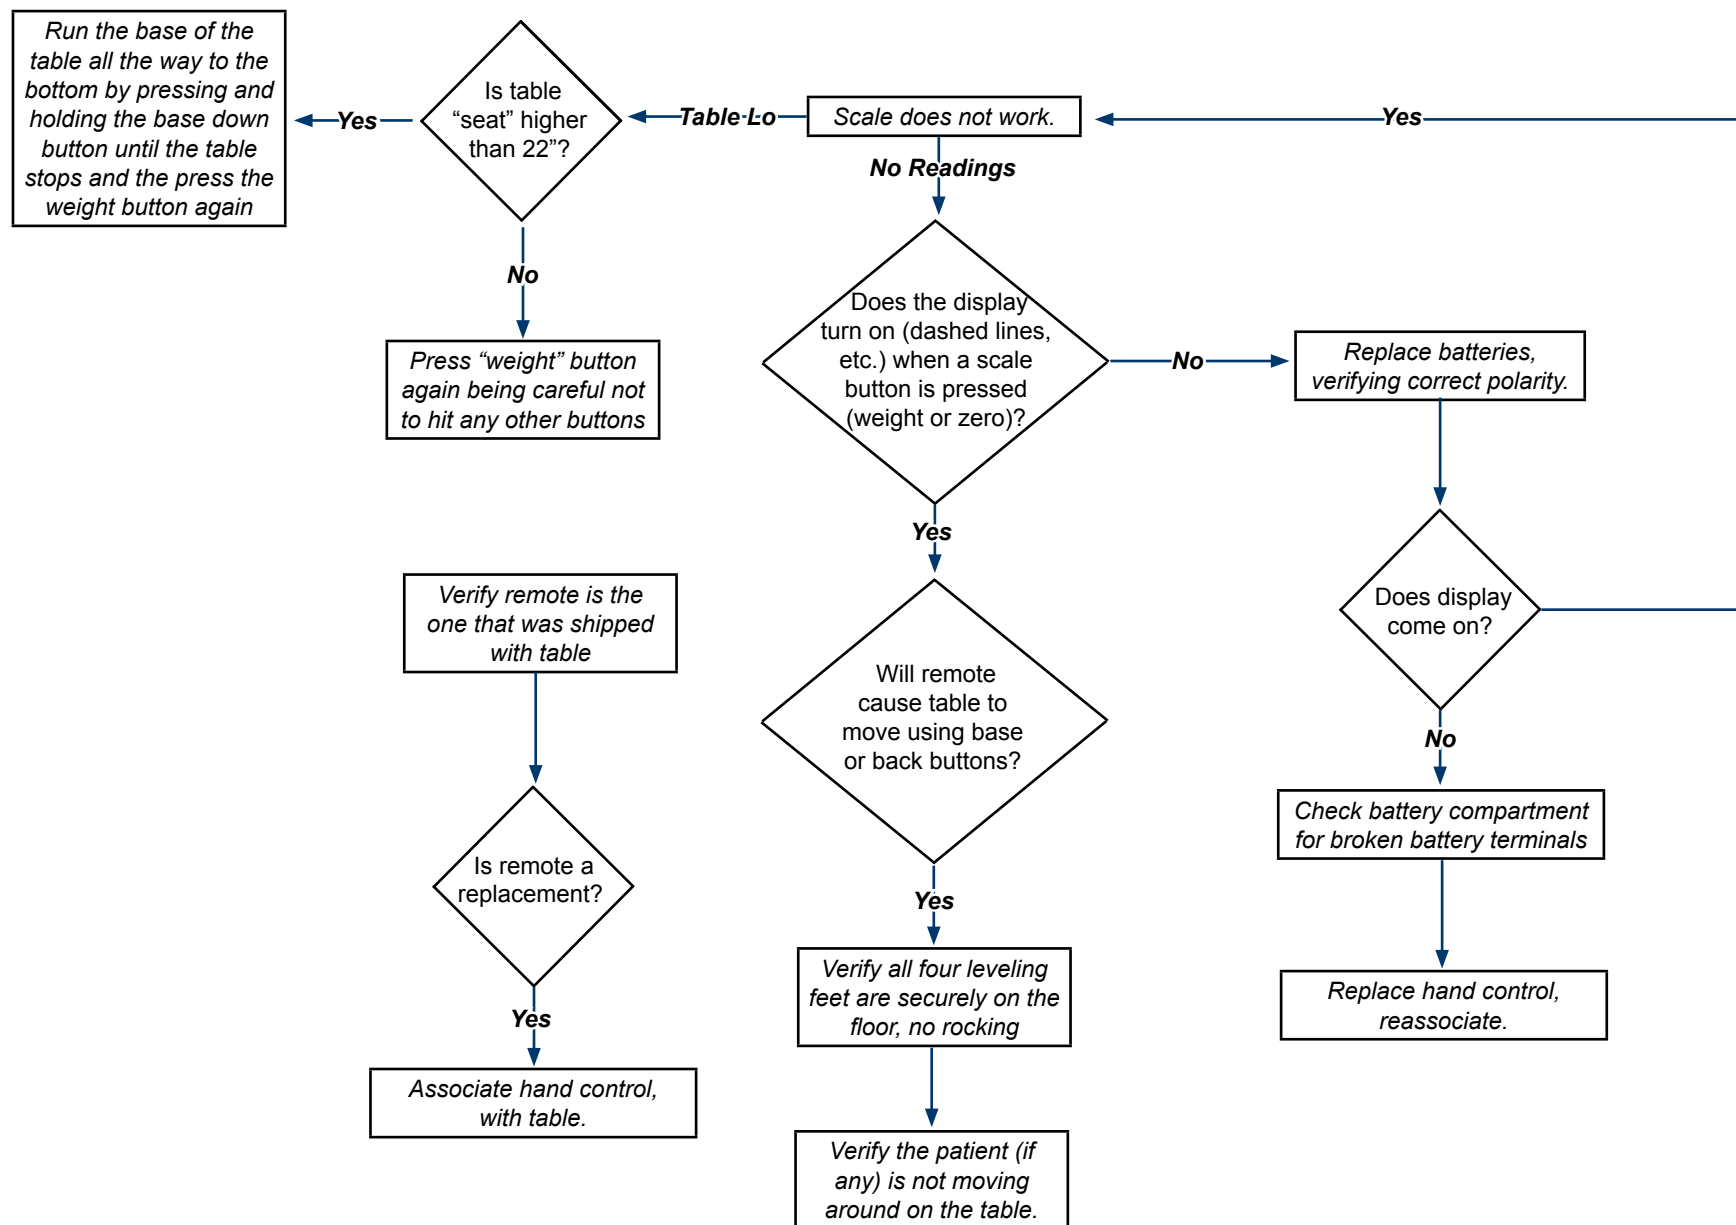 Run the base of the
table all the way to the
bottom by pressing and
holding the base down
button until the table
stops and the press the
weight button again
Yes
Is table
“seat” higher
than 22”?
Table Lo
Scale does not work.
Yes
No Readings
No
Press “weight” button
again being careful not
to hit any other buttons
Does the display
turn on (dashed lines,
etc.) when a scale
button is pressed
(weight or zero)?
No
Replace batteries,
verifying correct polarity.
Yes
Does display
come on?
Verify remote is the
one that was shipped
with table
Will remote
cause table to
move using base
or back buttons?
No
Check battery compartment
for broken battery terminals
Is remote a
replacement?
Yes
Verify all four leveling
feet are securely on the
floor, no rocking
Replace hand control,
reassociate.
Yes
Associate hand control,
with table.
Verify the patient (if
any) is not moving
around on the table.